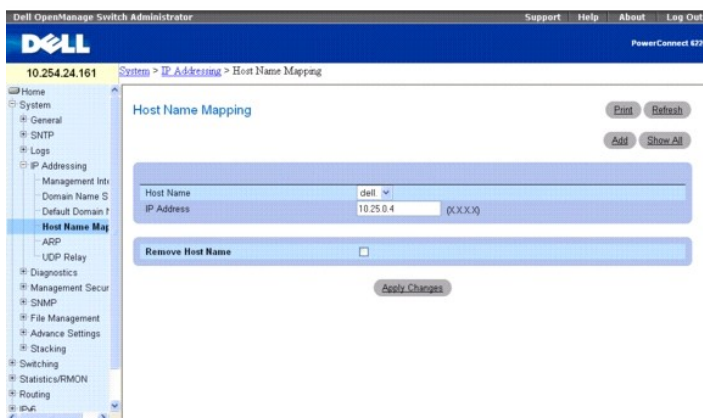 Dell OpenManage Switch Administrator
Support Help About Log Out
DELL
PowerConnect 622
10.254.24.161
System > IP Addressing > Host Name Mapping
Home
System
General
SNTP
Logs
IP Addressing
Management Int
Domain Name S
Default Domain N
Host Name Map
ARP
UDP Relay
Diagnostics
Management Secur
SNMP
File Management
Advance Settings
Stacking
Switching
Statistics/RMON
Routing
IPv6
Host Name Mapping
Print Refresh
Add Show All
Host Name dell.
IP Address 10.25.0.4 (X.X.X.X)
Remove Host Name
Apply Changes